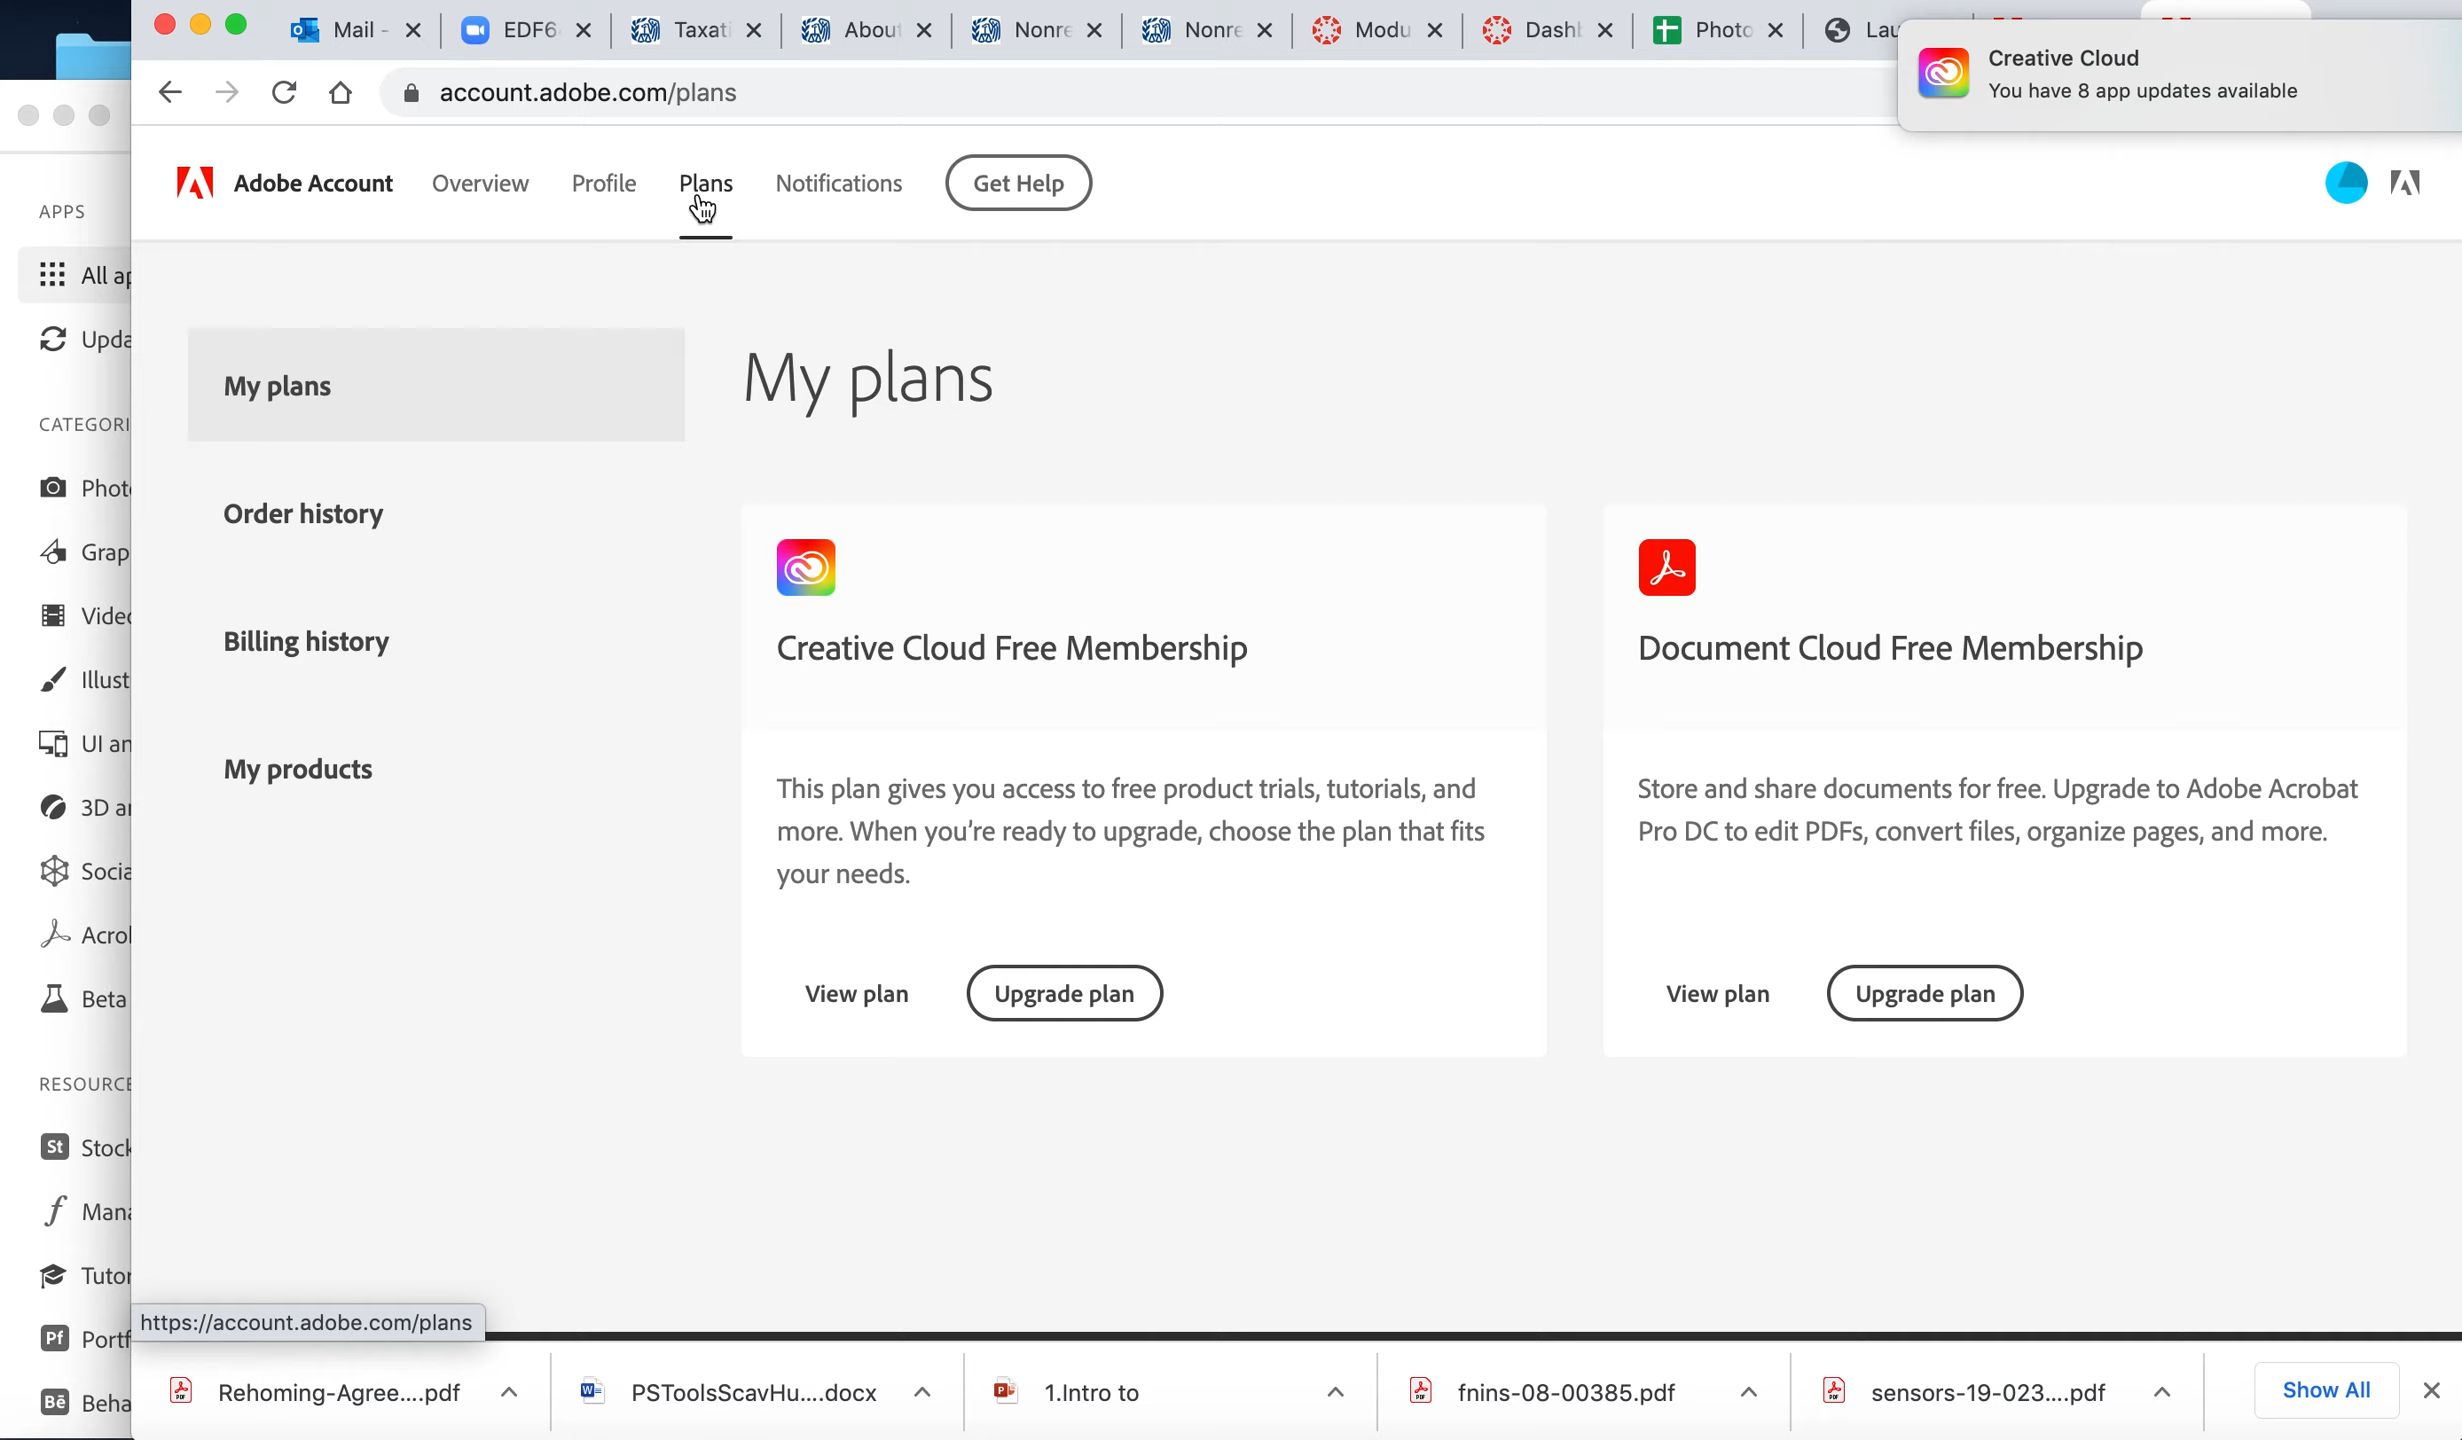 Mail -
EDF6
Taxati
About
Nonre
Nonre
Modu
Dash
Photo
Lau
Creative Cloud
You have 8 app updates available
account.adobe.com/plans
Adobe Account
Overview
Profile
Plans
Notifications
Get Help
APPS
All ap
Upda
CATEGORI
Photo
Grap
Video
Illust
UI an
3D ar
Socia
Acrol
Beta
RESOURCE
St Stock
Mana
Tutor
Pf Portf
Bē Beha
My plans
Order history
Billing history
My products
My plans
Creative Cloud Free Membership
This plan gives you access to free product trials, tutorials, and
more. When you're ready to upgrade, choose the plan that fits
your needs.
View plan
Upgrade plan
Document Cloud Free Membership
Store and share documents for free. Upgrade to Adobe Acrobat
Pro DC to edit PDFs, convert files, organize pages, and more.
View plan
Upgrade plan
https://account.adobe.com/plans
Rehoming-Agree....pdf
PSToolsScavHu....docx
1.Intro to
fnins-08-00385.pdf
sensors-19-023....pdf
Show All